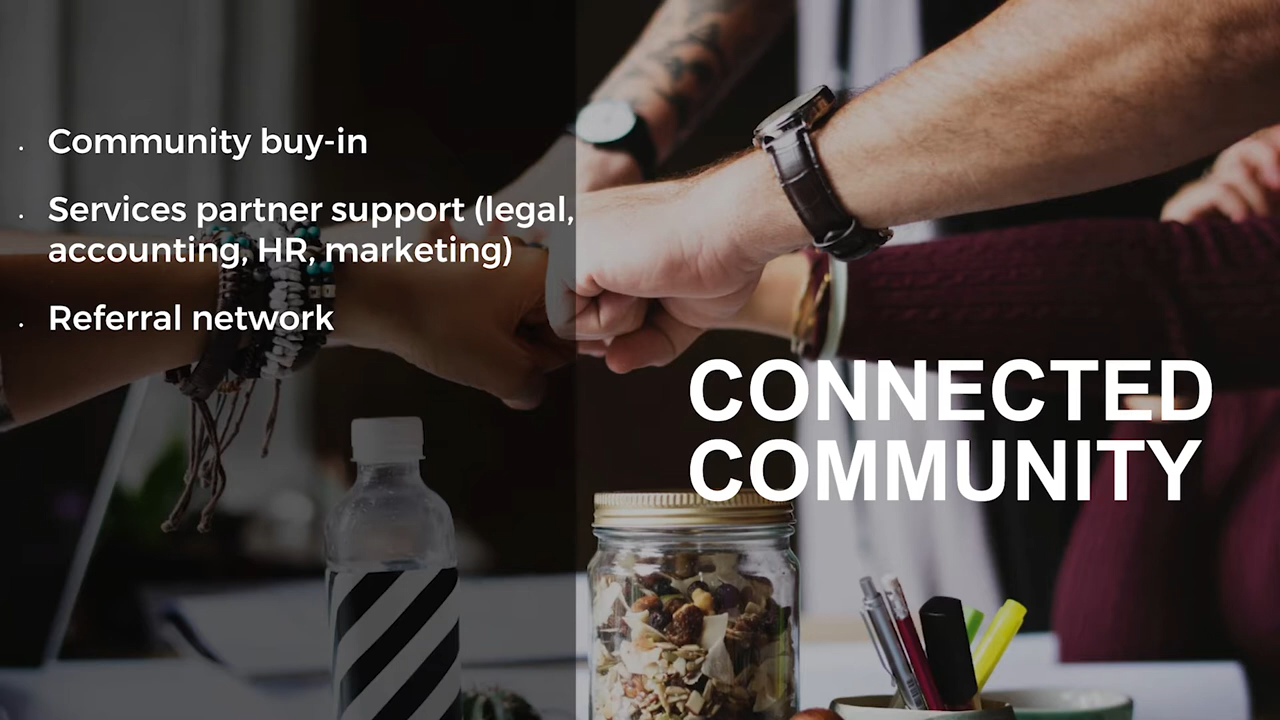 • Community buy-in
• Services partner support (legal,
accounting, HR, marketing)
• Referral network
CONNECTED
COMMUNITY